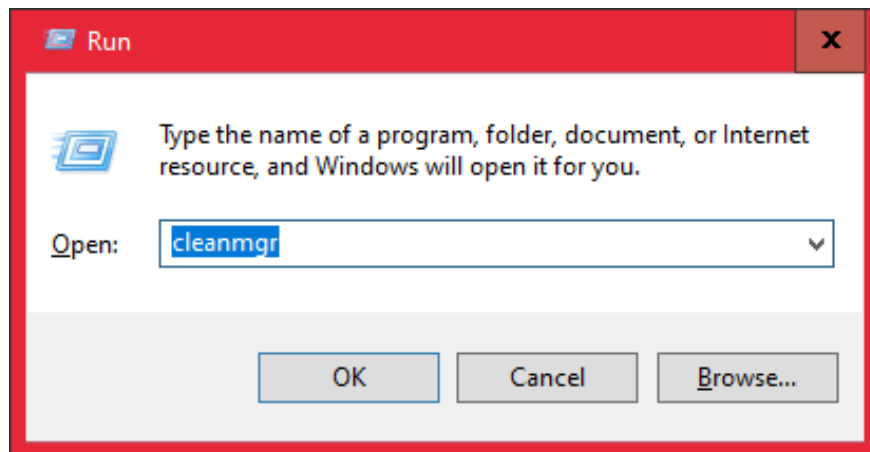 Run
x
Type the name of a program, folder, document, or Internet
resource, and Windows will open it for you.
Open: cleanmgr
OK Cancel Browse...